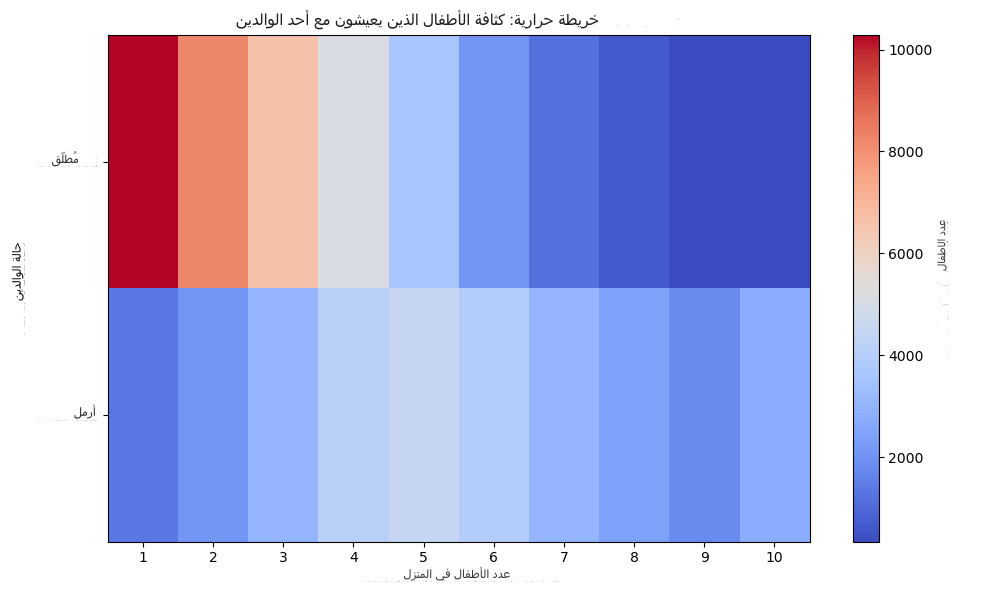 خريطة حرارية: كثافة الأطفال الذين يعيشون مع أحد الوالدين
مُطلّق
أرمل
حالة الوالدين
1 2 3 4 5 6 7 8 9 10
عدد الأطفال في المنزل
10000
8000
6000
4000
2000
عدد الأطفال